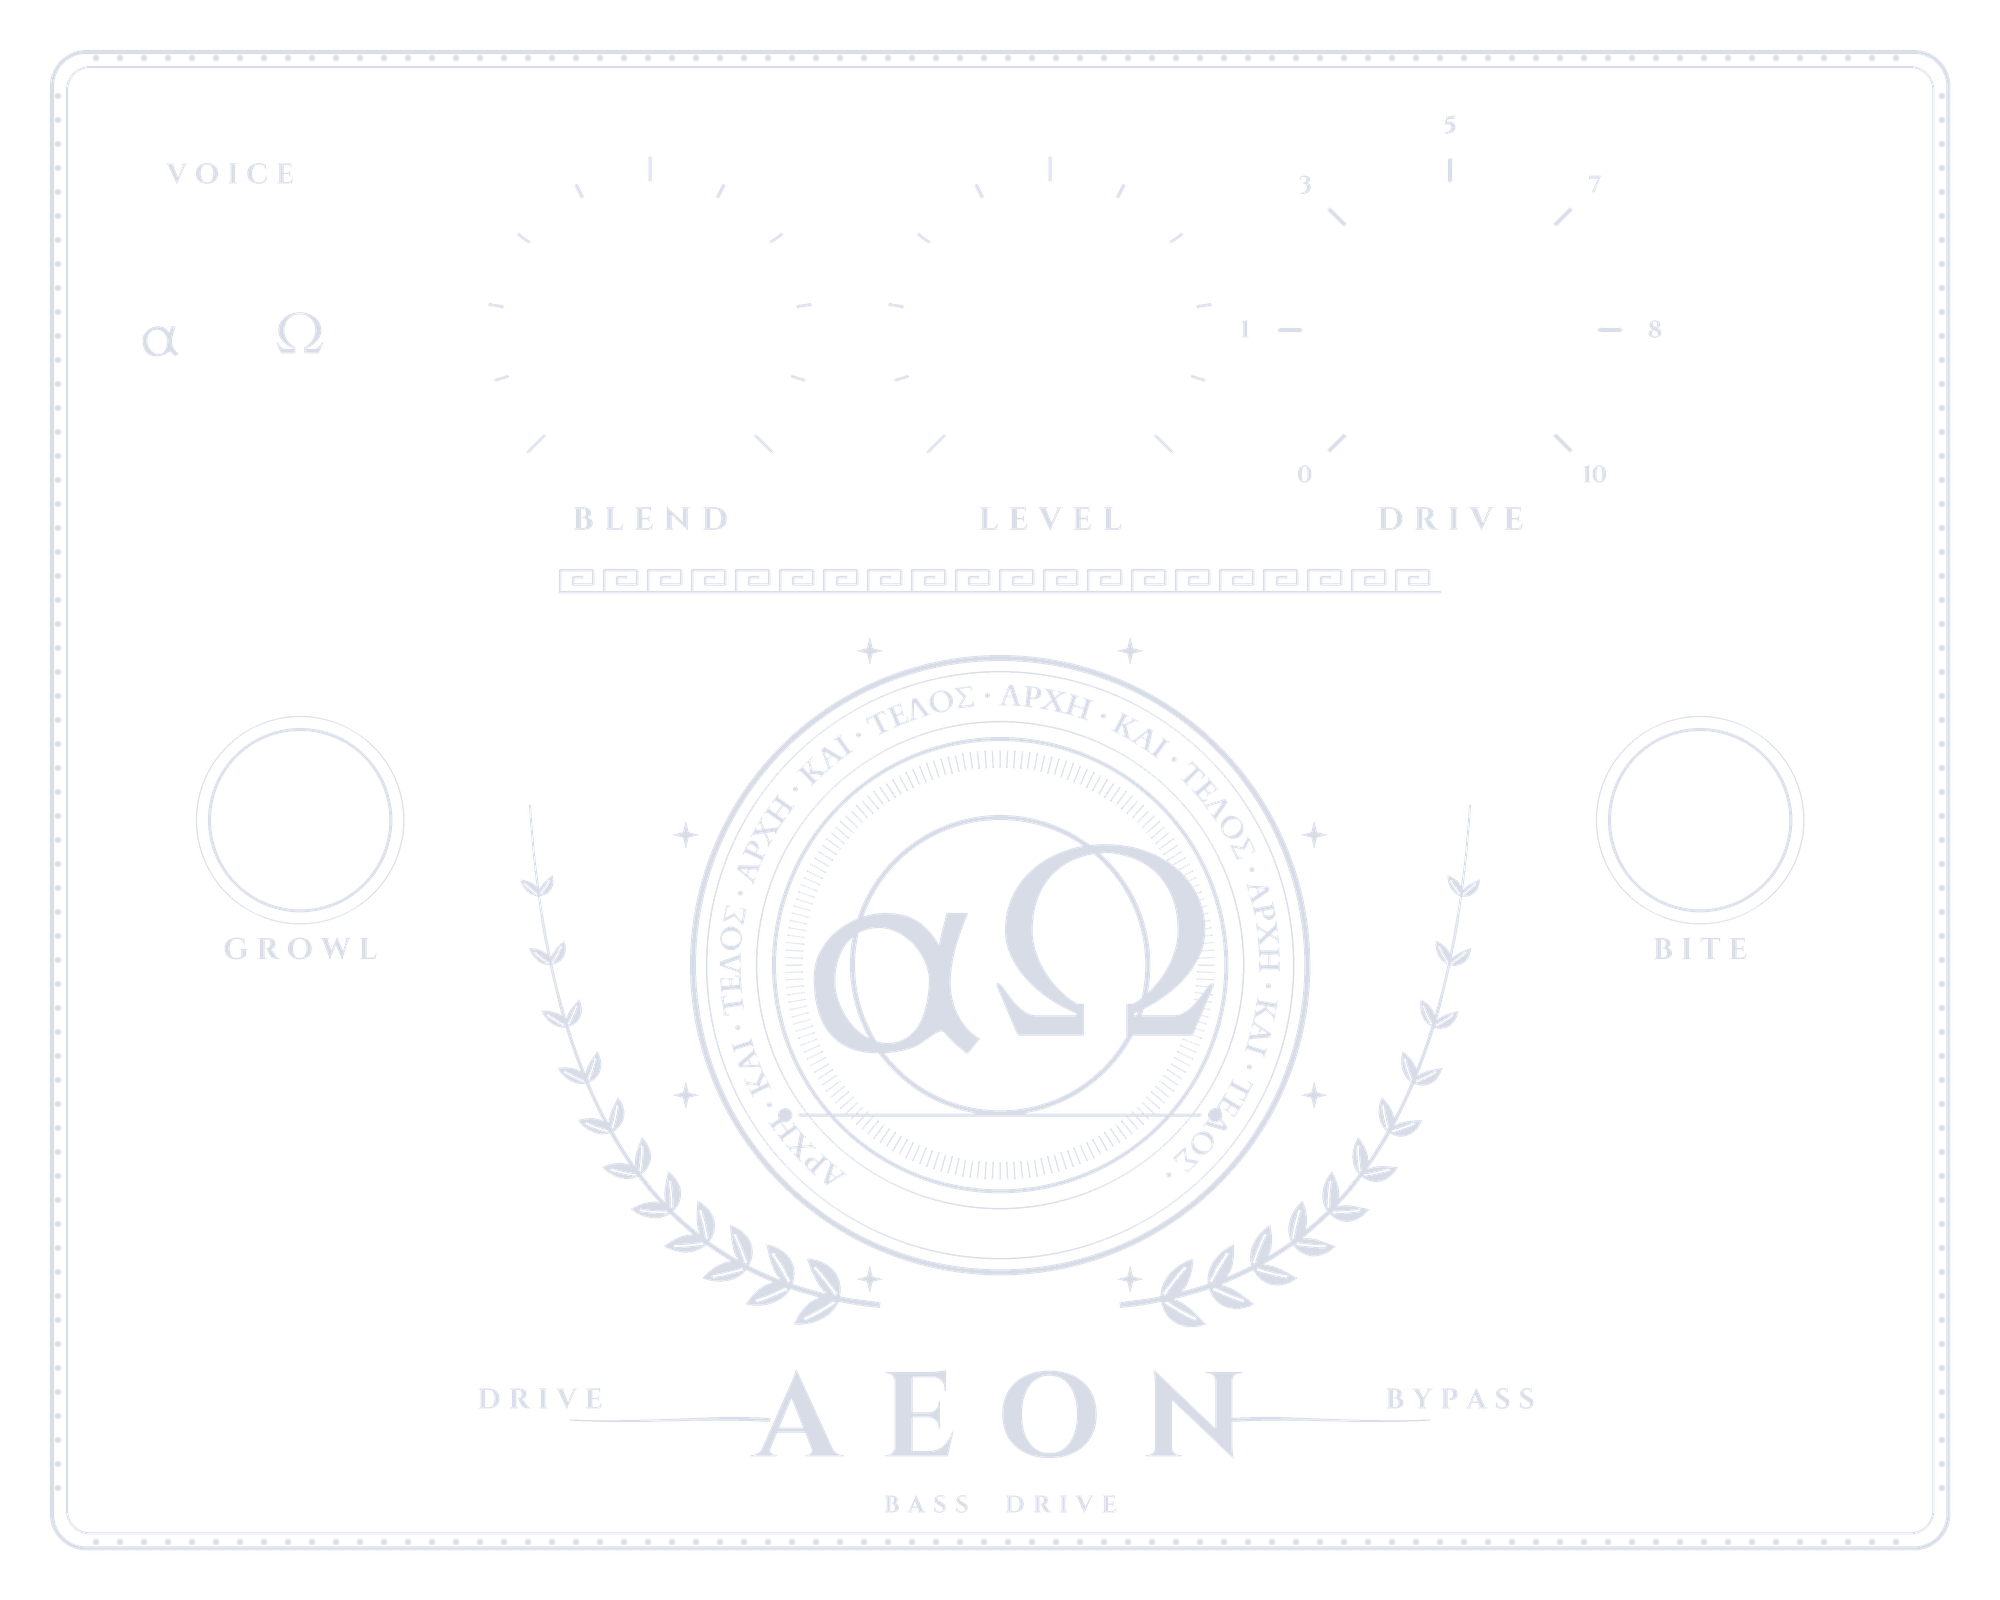 5
VOICE
3 7
α Ω
1 8
0 10
BLEND LEVEL DRIVE
ΑΡΧΗ · ΚΑΙ · ΤΕΛΟΣ · ΑΡΧΗ · ΚΑΙ · ΤΕΛΟΣ · ΑΡΧΗ · ΚΑΙ · ΤΕΛΟΣ · ΑΡΧΗ · ΚΑΙ · ΤΕΛΟΣ ·
αΩ
GROWL BITE
DRIVE AEON BYPASS
BASS DRIVE